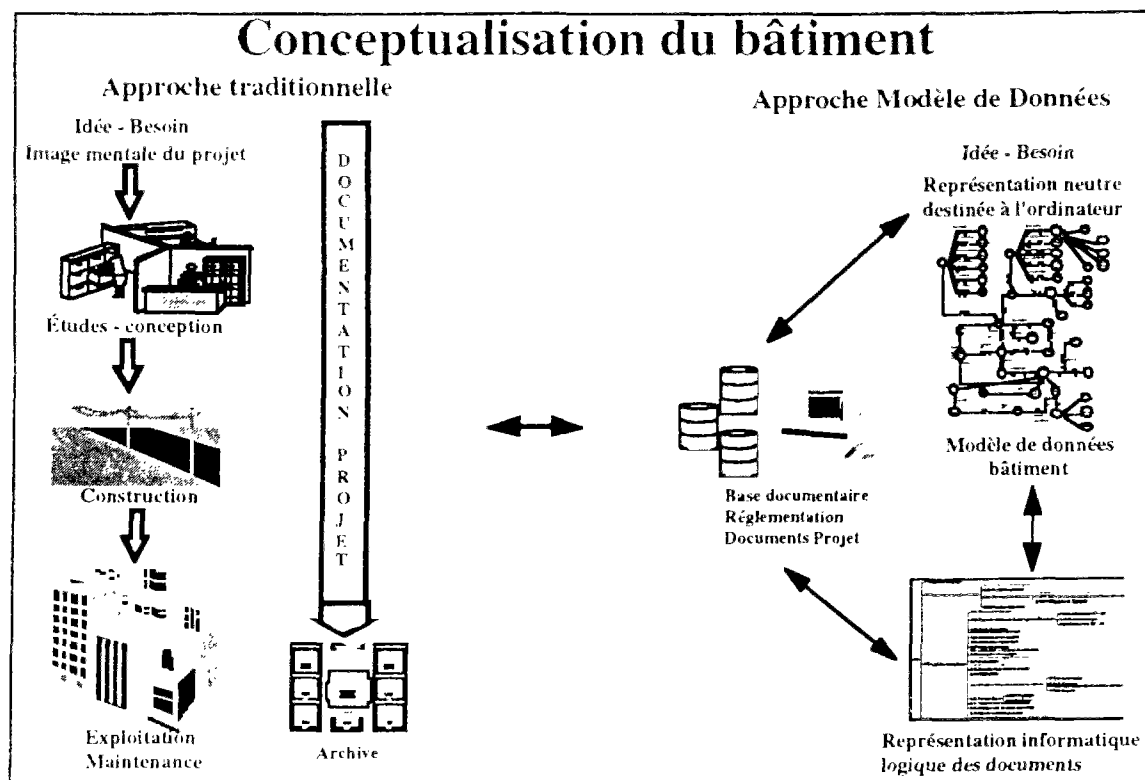 Conceptualisation du bâtiment
Approche traditionnelle
Idée - Besoin
Image mentale du projet
Études - conception
Construction
Exploitation
Maintenance
DOCUMENTATION PROJET
Archive
Approche Modèle de Données
Idée - Besoin
Représentation neutre
destinée à l'ordinateur
Modèle de données
bâtiment
Base documentaire
Réglementation
Documents Projet
Représentation informatique
logique des documents